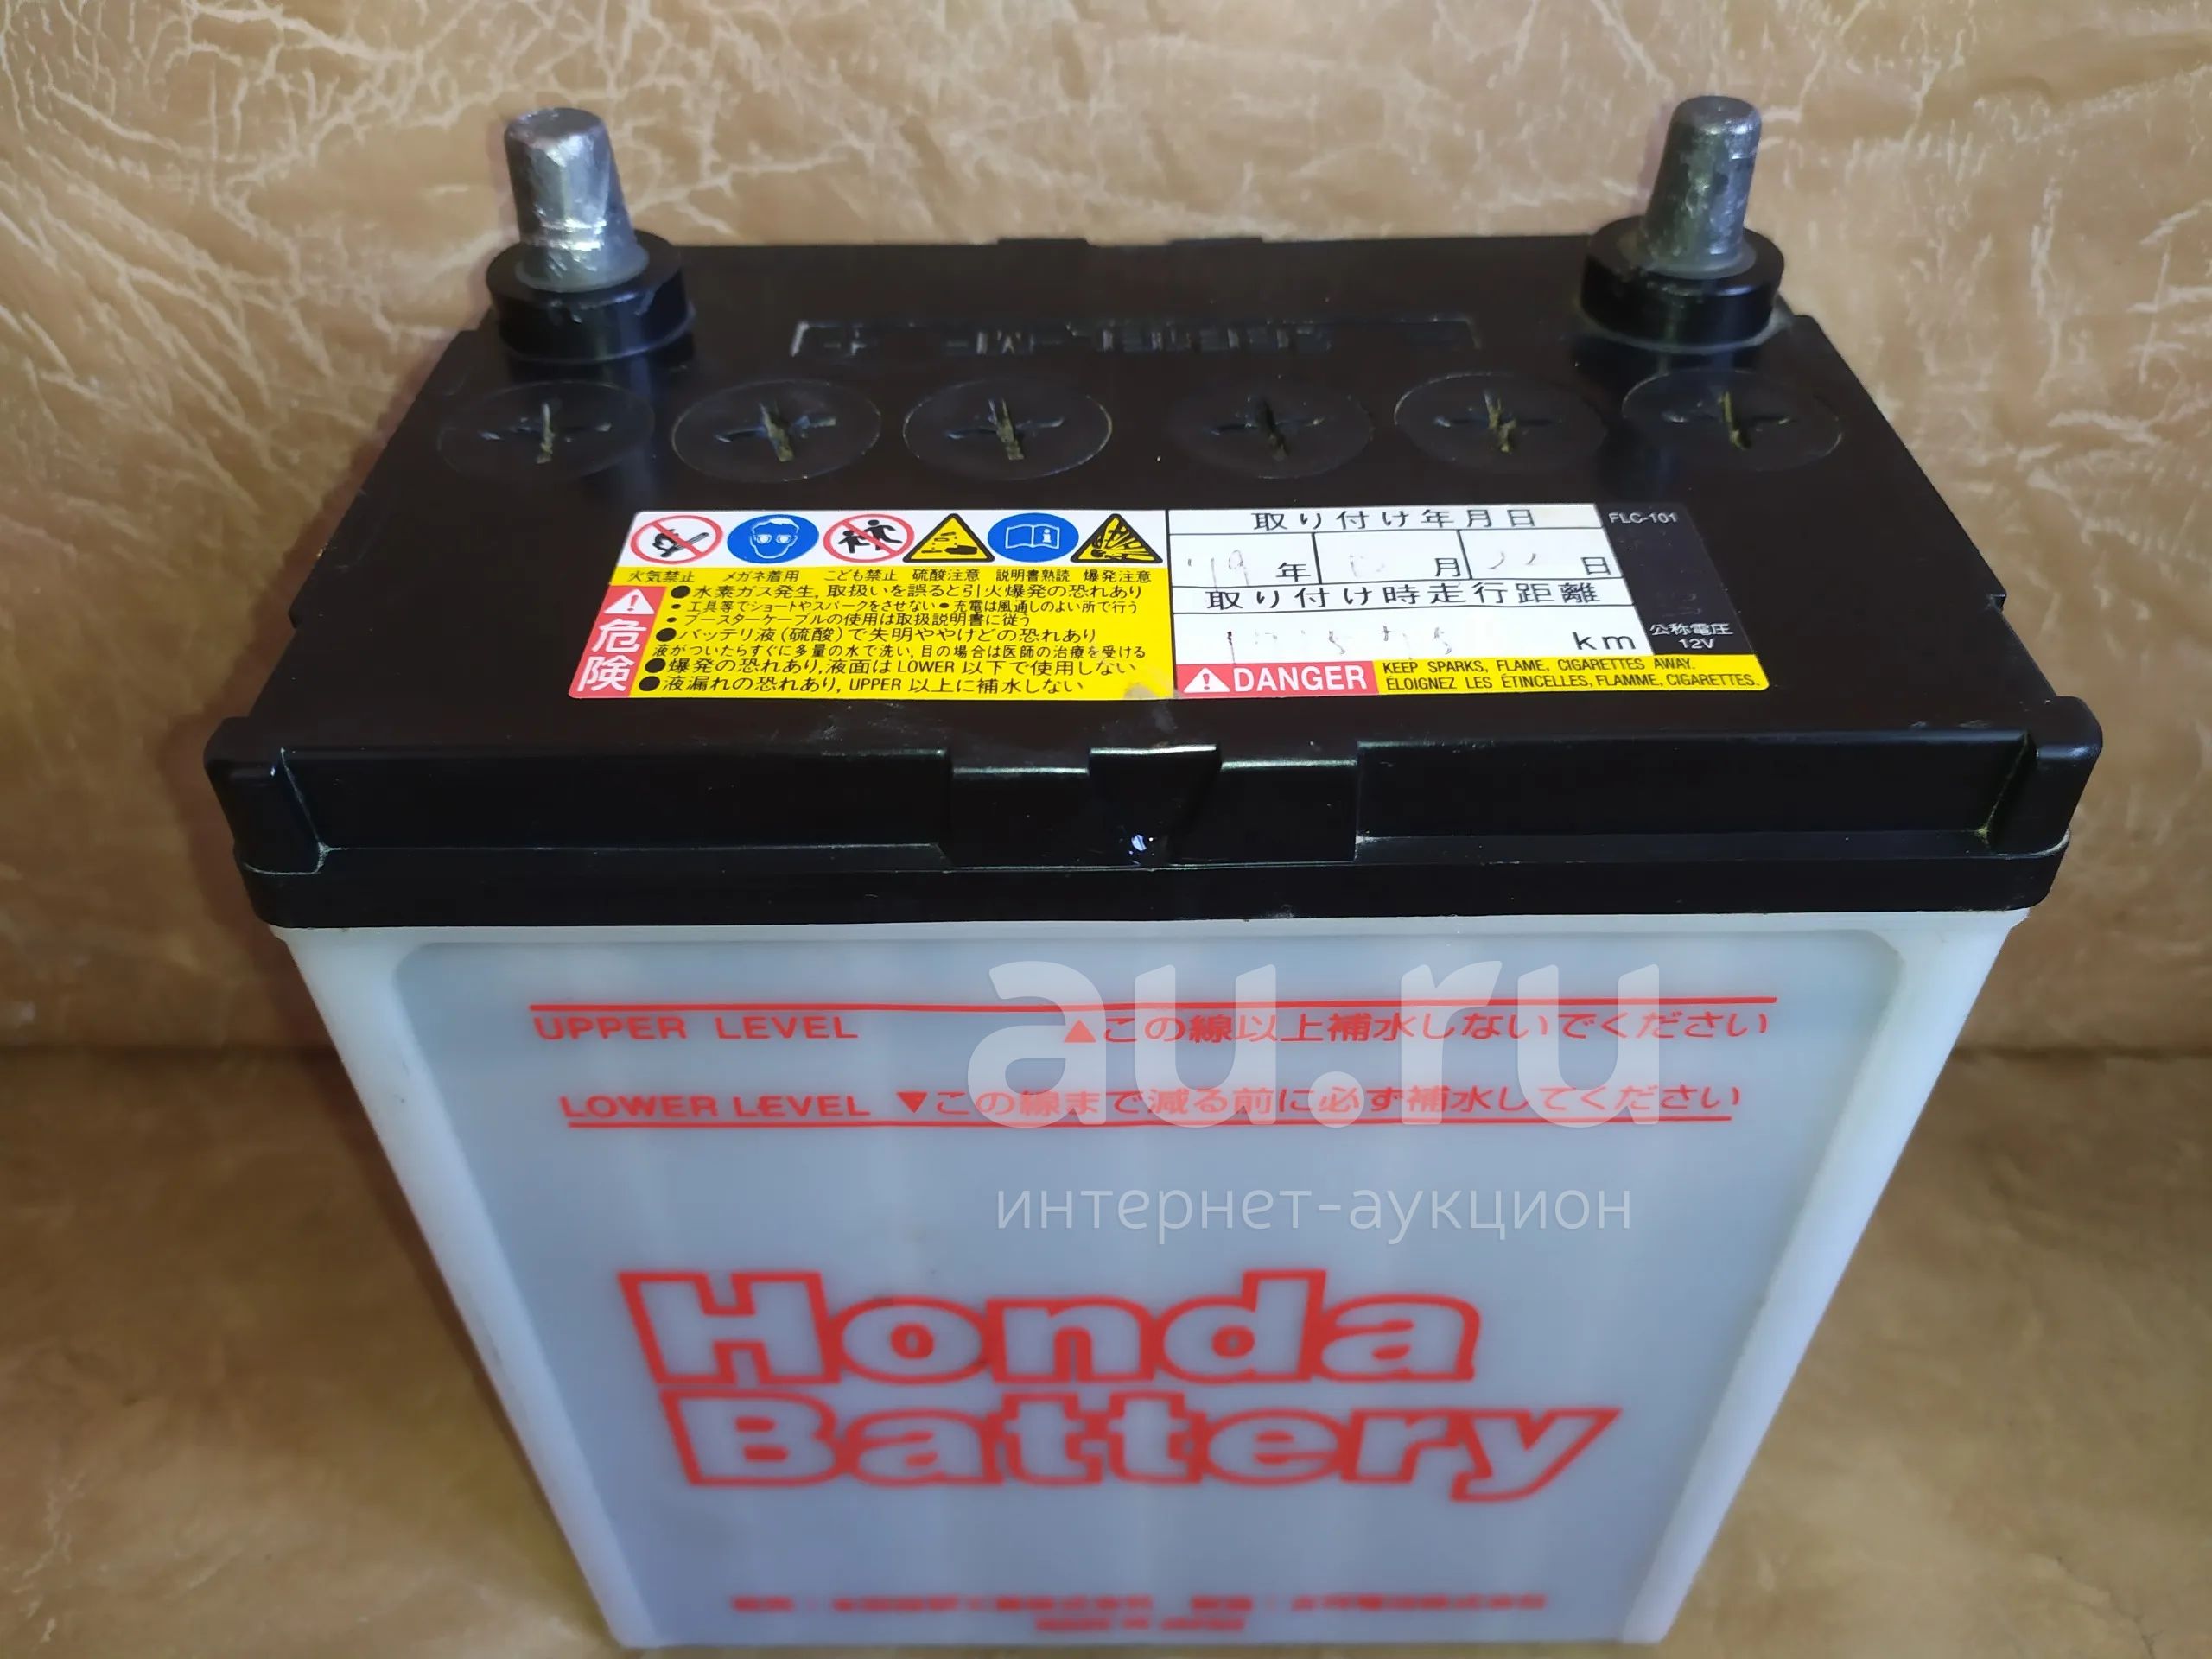 取り付け年月日
FLC-101
火気禁止 メガネ着用 こども禁止 硫酸注意 説明書熟読 爆発注意
年 月 日
危険
●水素ガス発生,取扱いを誤ると引火爆発の恐れあり
•工具等でショートやスパークをさせない•充電は風通しのよい所で行う
•ブースターケーブルの使用は取扱説明書に従う
●バッテリ液(硫酸)で失明ややけどの恐れあり
液がついたらすぐに多量の水で洗い,目の場合は医師の治療を受ける
●爆発の恐れあり,液面はLOWER以下で使用しない
●液漏れの恐れあり,UPPER以上に補水しない
取り付け時走行距離
km
公称電圧
12V
DANGER
KEEP SPARKS, FLAME, CIGARETTES AWAY.
ÉLOIGNEZ LES ÉTINCELLES, FLAMME, CIGARETTES.
UPPER LEVEL ▲この線以上補水しないでください
LOWER LEVEL ▼この線まで減る前に必ず補水してください
au.ru
интернет-аукцион
Honda
Battery